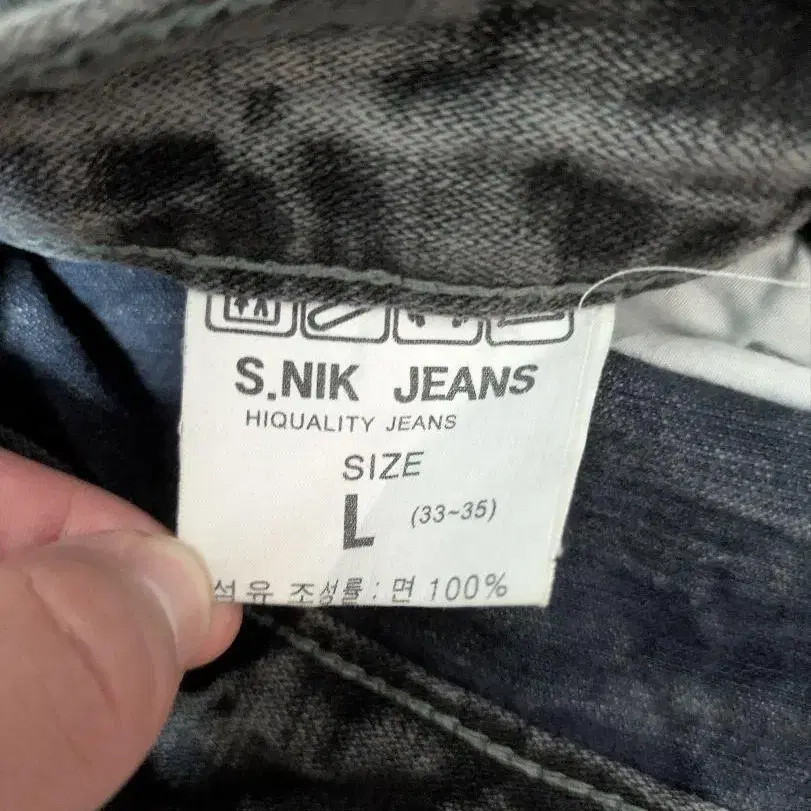 S.NIK JEANS
HIQUALITY JEANS
SIZE
L (33~35)
섬유 조성률 : 면 100%